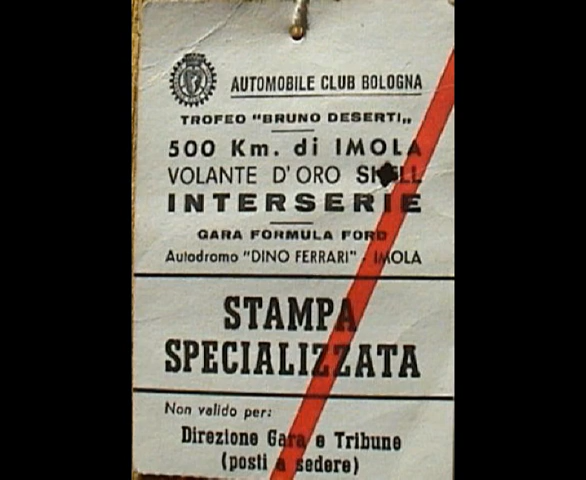 AUTOMOBILE CLUB BOLOGNA
TROFEO "BRUNO DESERTI„
500 Km. di IMOLA
VOLANTE D'ORO SHELL
INTERSERIE
GARA FORMULA FORD
Autodromo "DINO FERRARI" - IMOLA
STAMPA
SPECIALIZZATA
Non valido per:
Direzione Gara e Tribune
(posti a sedere)